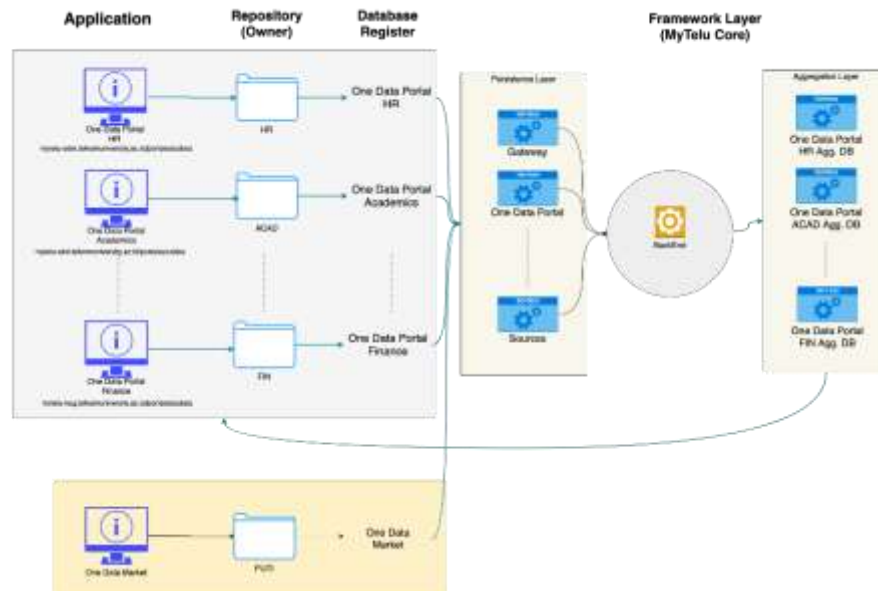 Application
Repository
(Owner)
Database
Register
Framework Layer
(MyTelu Core)
One Data Portal
HR
HR
One Data Portal
HR
One Data Portal
Academics
ACAD
One Data Portal
Academics
One Data Portal
Finance
FIN
One Data Portal
Finance
Persistence Layer
Gateway
One Data Portal
Sources
BackEnd
Aggregation Layer
One Data Portal
HR Agg. DB
One Data Portal
ACAD Agg. DB
One Data Portal
FIN Agg. DB
One Data Market
PUTI
One Data
Market